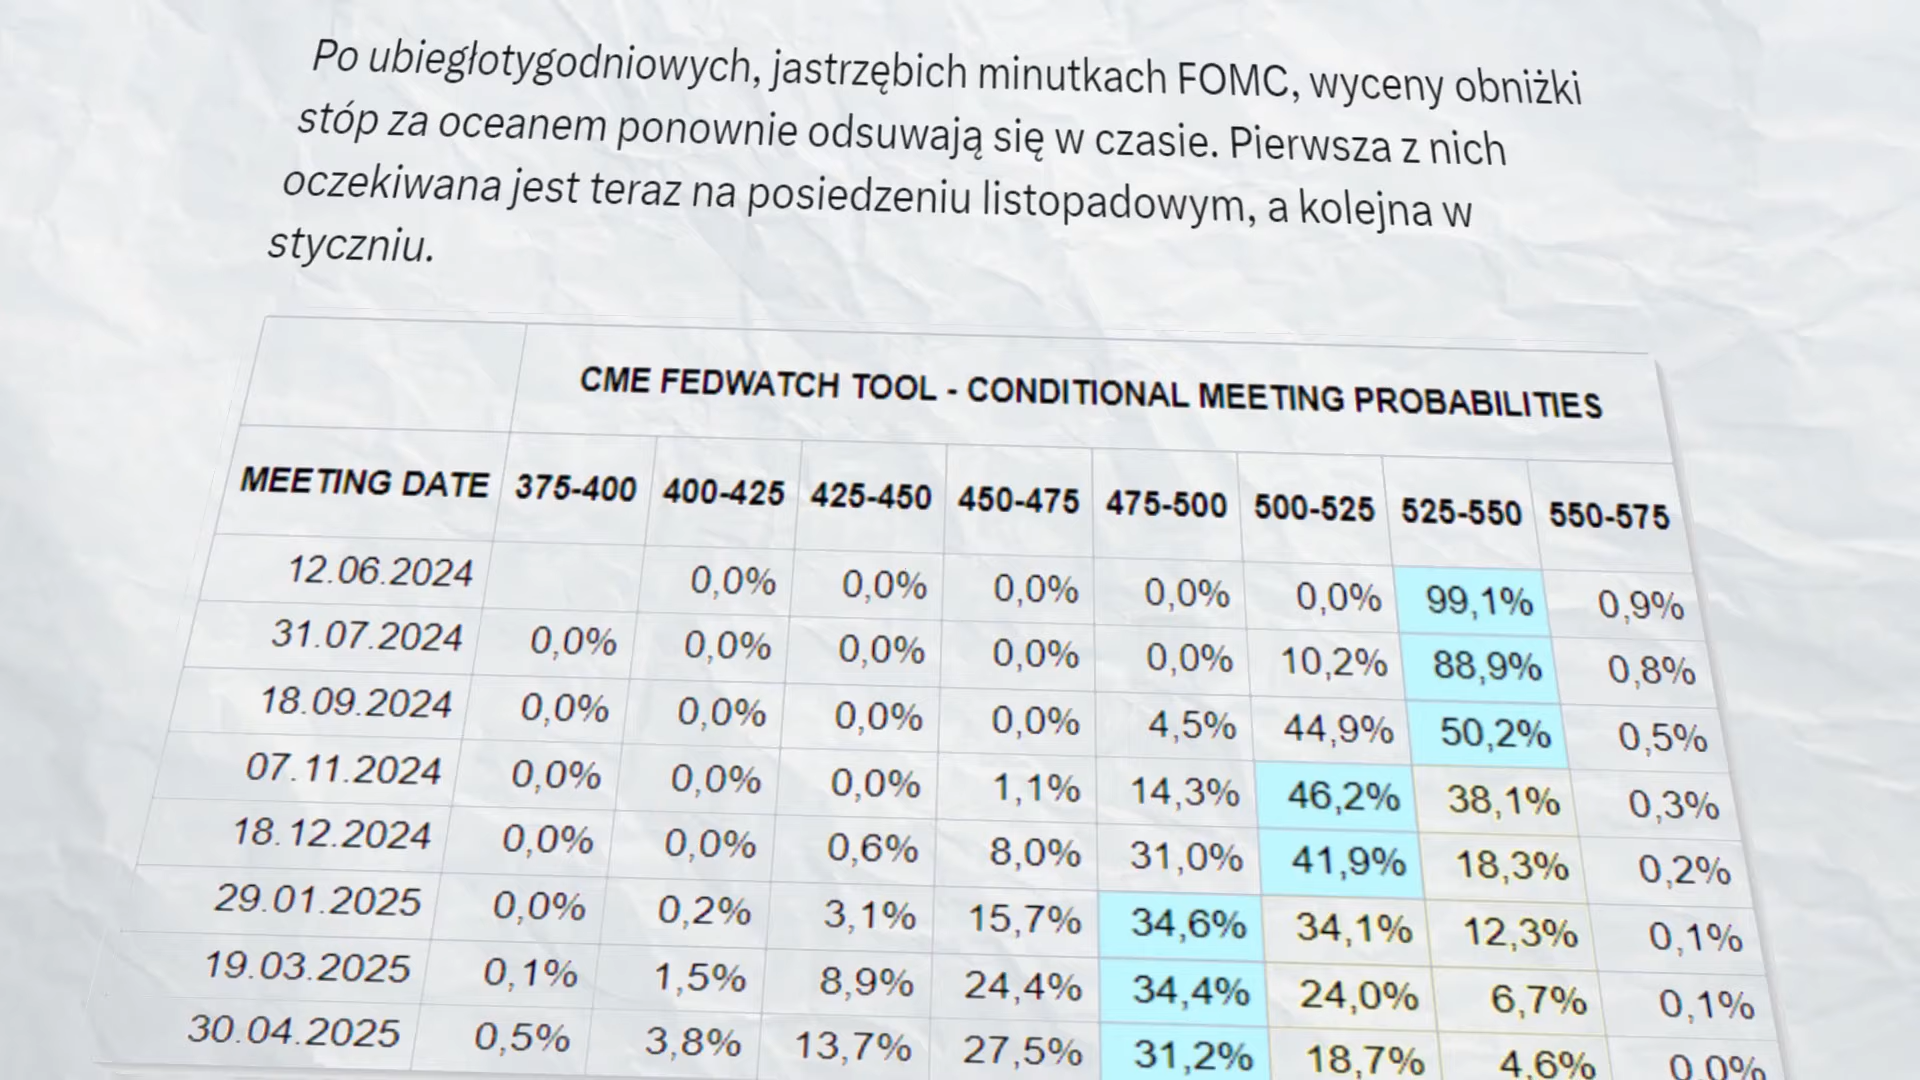 Po ubiegłotygodniowych, jastrzębich minutkach FOMC, wyceny obniżki
stóp za oceanem ponownie odsuwają się w czasie. Pierwsza z nich
oczekiwana jest teraz na posiedzeniu listopadowym, a kolejna w
styczniu.
CME FEDWATCH TOOL - CONDITIONAL MEETING PROBABILITIES
MEETING DATE 375-400 400-425 425-450 450-475 475-500 500-525 525-550 550-575
12.06.2024 0,0% 0,0% 0,0% 0,0% 0,0% 99,1% 0,9%
31.07.2024 0,0% 0,0% 0,0% 0,0% 0,0% 10,2% 88,9% 0,8%
18.09.2024 0,0% 0,0% 0,0% 0,0% 4,5% 44,9% 50,2% 0,5%
07.11.2024 0,0% 0,0% 0,0% 1,1% 14,3% 46,2% 38,1% 0,3%
18.12.2024 0,0% 0,0% 0,6% 8,0% 31,0% 41,9% 18,3% 0,2%
29.01.2025 0,0% 0,2% 3,1% 15,7% 34,6% 34,1% 12,3% 0,1%
19.03.2025 0,1% 1,5% 8,9% 24,4% 34,4% 24,0% 6,7% 0,1%
30.04.2025 0,5% 3,8% 13,7% 27,5% 31,2% 18,7% 4,6% 0,0%